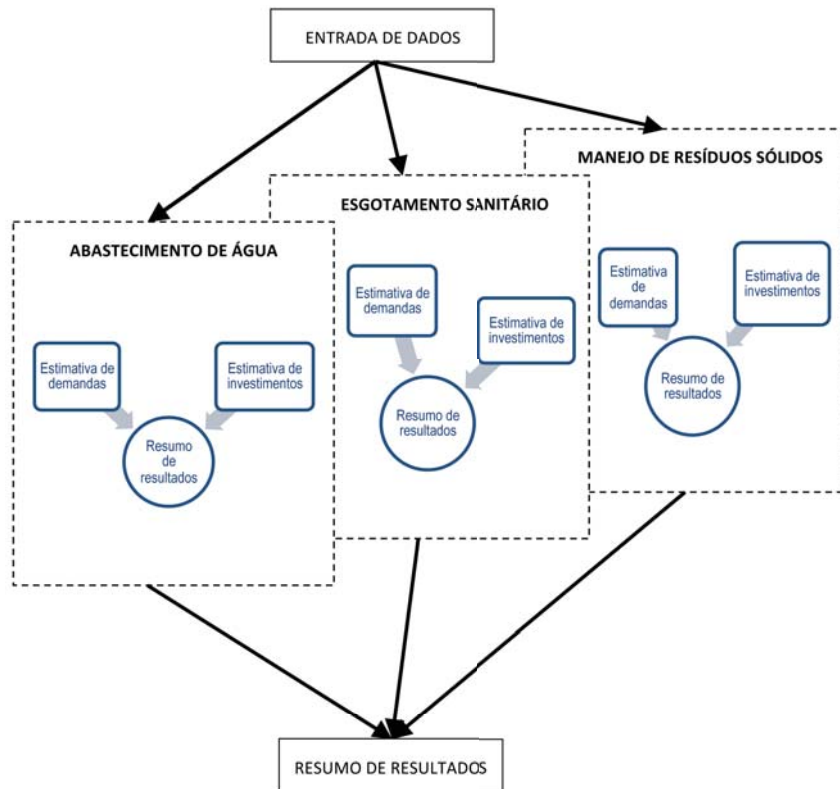 ENTRADA DE DADOS
MANEJO DE RESÍDUOS SÓLIDOS
Estimativa
de
demandas
Estimativa de
investimentos
Resumo de
resultados
ESGOTAMENTO SANITÁRIO
Estimativa de
demandas
Estimativa de
investimentos
Resumo de
resultados
ABASTECIMENTO DE ÁGUA
Estimativa de
demandas
Estimativa de
investimentos
Resumo
de
resultados
RESUMO DE RESULTADOS